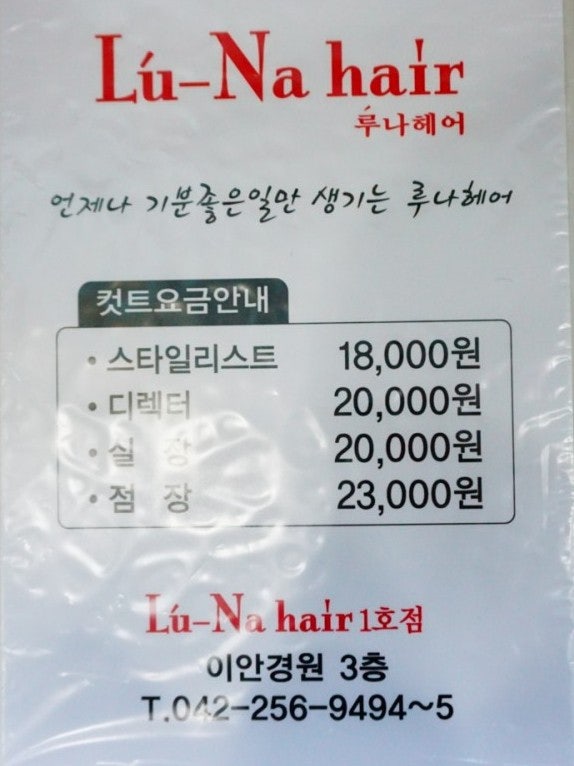 Lú-Na hair
루나헤어
언제나 기분좋은일만 생기는 루나헤어
컷트요금안내
• 스타일리스트 18,000원
• 디렉터 20,000원
• 실 장 20,000원
• 점 장 23,000원
Lú-Na hair 1호점
이안경원 3층
T.042-256-9494~5